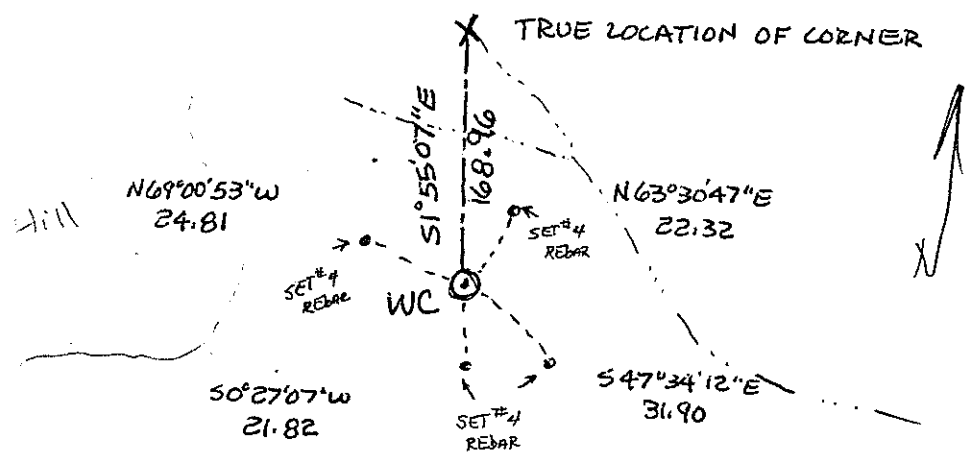 TRUE LOCATION OF CORNER
S1°55'07"E
168.96
N69°00'53"W
24.81
N63°30'47"E
22.32
Hill
SET #4
REBAR
SET #4
REBAR
WC
N
S0°27'07"W
21.82
SET #4
REBAR
S47°34'12"E
31.90